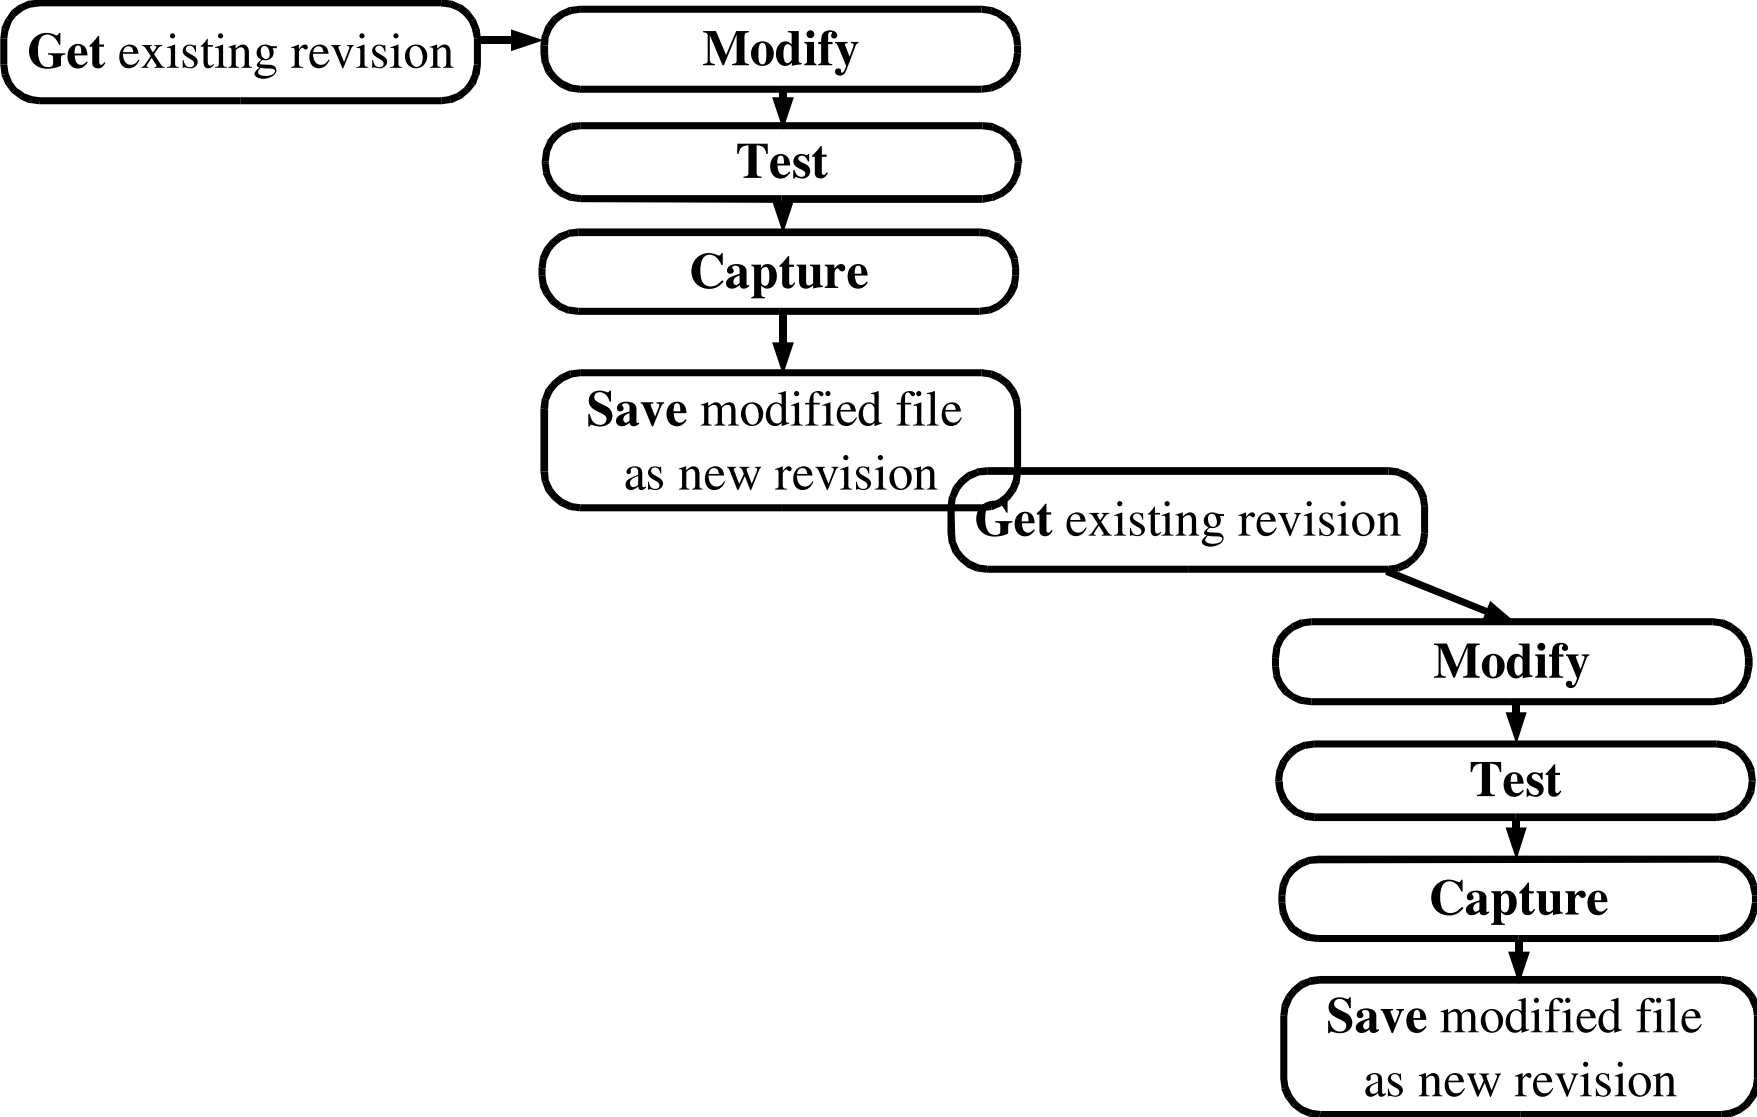 Get existing revision
Modify
Test
Capture
Save modified file
as new revision
Get existing revision
Modify
Test
Capture
Save modified file
as new revision